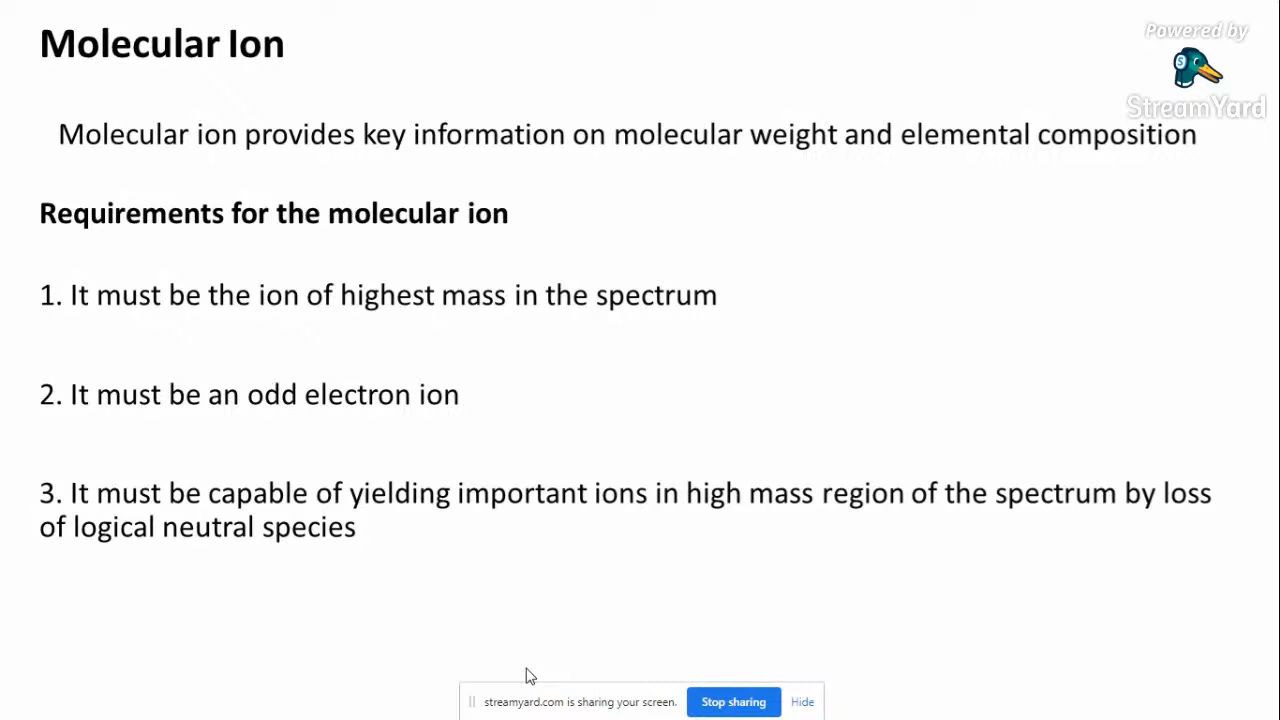 Molecular Ion
Powered by
S
StreamYard
Molecular ion provides key information on molecular weight and elemental composition
Requirements for the molecular ion
1. It must be the ion of highest mass in the spectrum
2. It must be an odd electron ion
3. It must be capable of yielding important ions in high mass region of the spectrum by loss
of logical neutral species
streamyard.com is sharing your screen. Stop sharing Hide